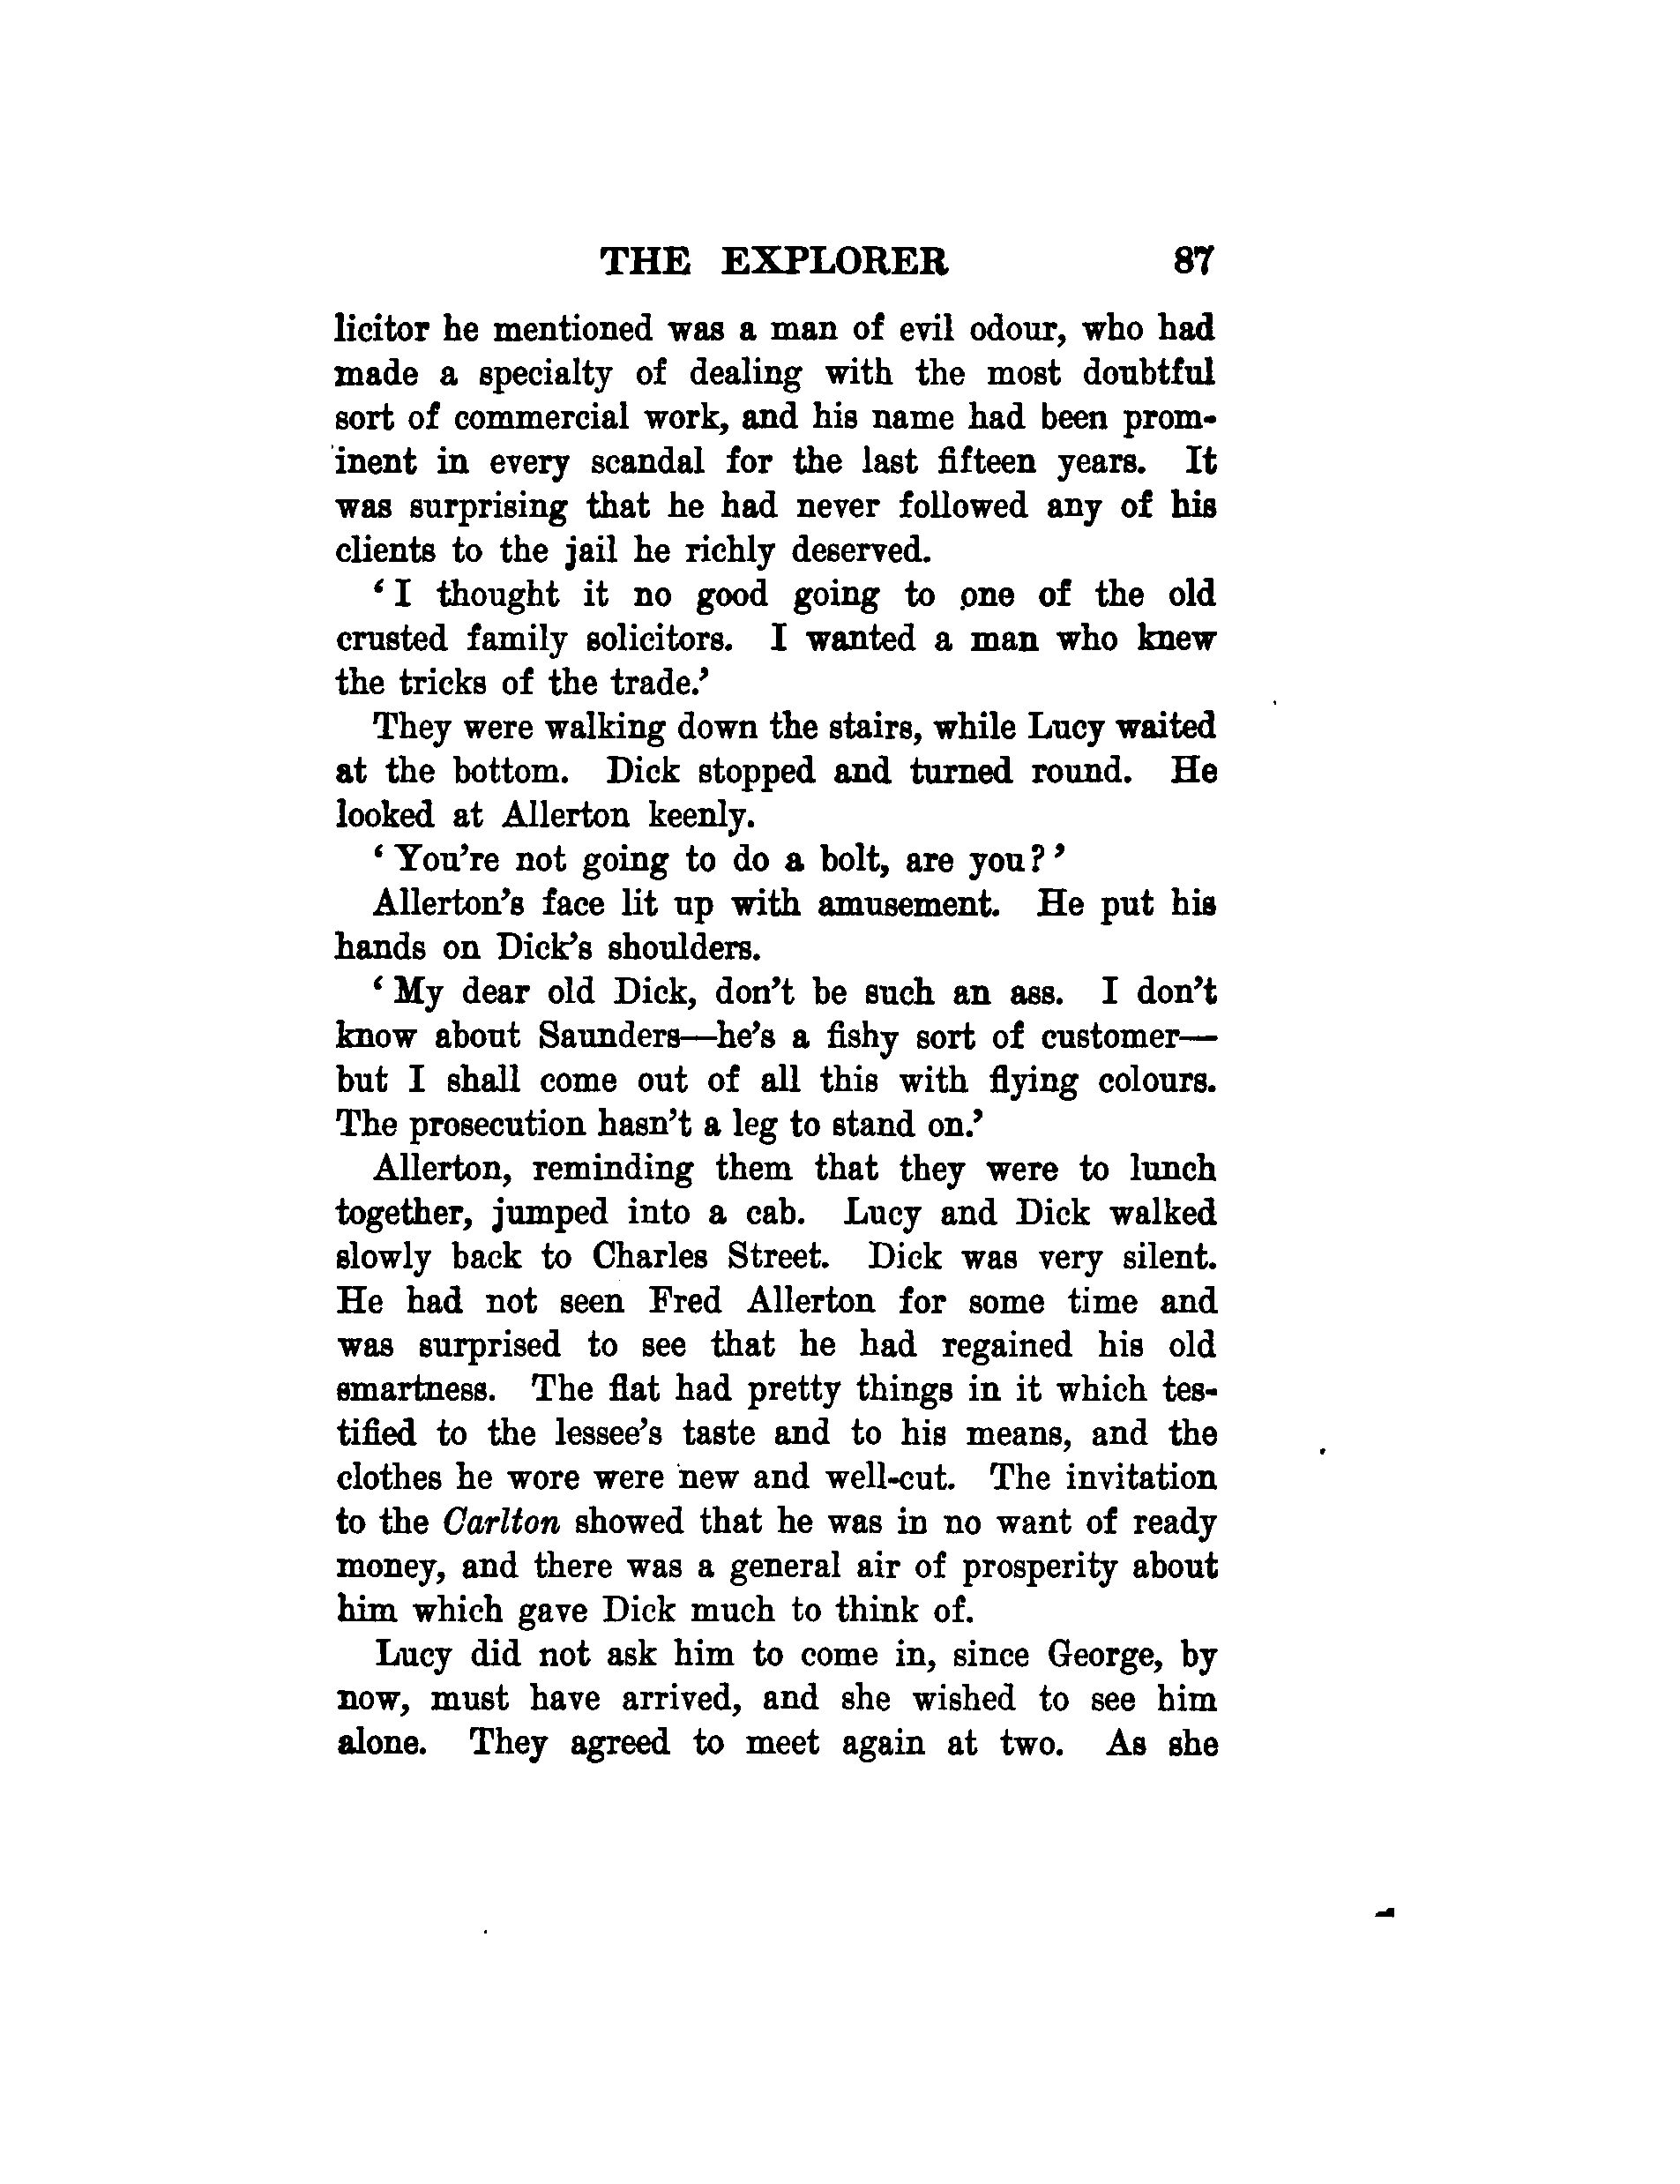 THE EXPLORER 87
licitor he mentioned was a man of evil odour, who had
made a specialty of dealing with the most doubtful
sort of commercial work, and his name had been prom-
inent in every scandal for the last fifteen years. It
was surprising that he had never followed any of his
clients to the jail he richly deserved.
‘I thought it no good going to one of the old
crusted family solicitors. I wanted a man who knew
the tricks of the trade.’
They were walking down the stairs, while Lucy waited
at the bottom. Dick stopped and turned round. He
looked at Allerton keenly.
‘You’re not going to do a bolt, are you?’
Allerton’s face lit up with amusement. He put his
hands on Dick’s shoulders.
‘My dear old Dick, don’t be such an ass. I don’t
know about Saunders—he’s a fishy sort of customer—
but I shall come out of all this with flying colours.
The prosecution hasn’t a leg to stand on.’
Allerton, reminding them that they were to lunch
together, jumped into a cab. Lucy and Dick walked
slowly back to Charles Street. Dick was very silent.
He had not seen Fred Allerton for some time and
was surprised to see that he had regained his old
smartness. The flat had pretty things in it which tes-
tified to the lessee’s taste and to his means, and the
clothes he wore were new and well-cut. The invitation
to the Carlton showed that he was in no want of ready
money, and there was a general air of prosperity about
him which gave Dick much to think of.
Lucy did not ask him to come in, since George, by
now, must have arrived, and she wished to see him
alone. They agreed to meet again at two. As she